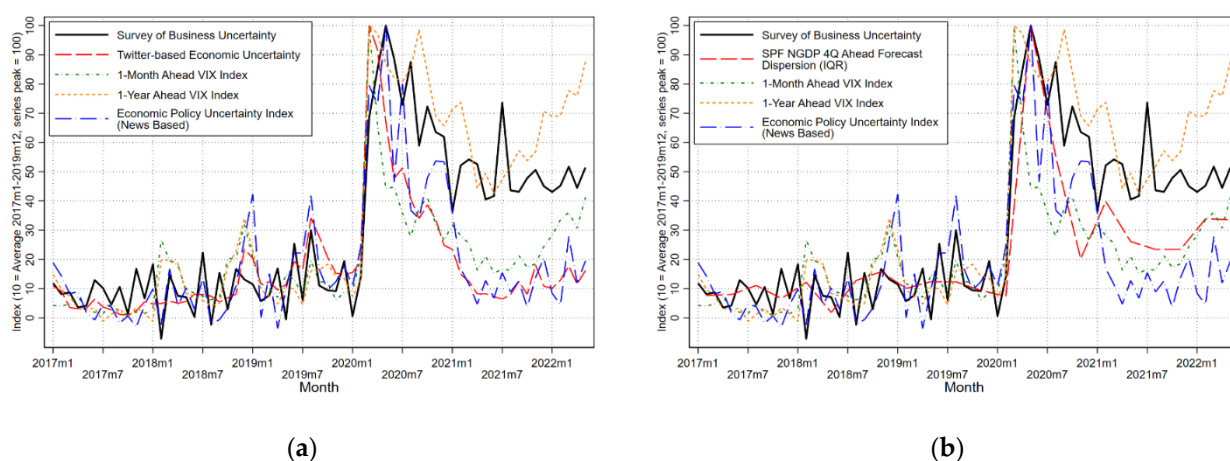 Index (10 = Average 2017m1-2019m12, series peak = 100)
100
90
80
70
60
50
40
30
20
10
0
Survey of Business Uncertainty
Twitter-based Economic Uncertainty
1-Month Ahead VIX Index
1-Year Ahead VIX Index
Economic Policy Uncertainty Index
(News Based)
2017m1
2017m7
2018m1
2018m7
2019m1
2019m7
2020m1
2020m7
2021m1
2021m7
2022m1
Month
(a)
Index (10 = Average 2017m1-2019m12, series peak = 100)
100
90
80
70
60
50
40
30
20
10
0
Survey of Business Uncertainty
SPF NGDP 4Q Ahead Forecast
Dispersion (IQR)
1-Month Ahead VIX Index
1-Year Ahead VIX Index
Economic Policy Uncertainty Index
(News Based)
2017m1
2017m7
2018m1
2018m7
2019m1
2019m7
2020m1
2020m7
2021m1
2021m7
2022m1
Month
(b)